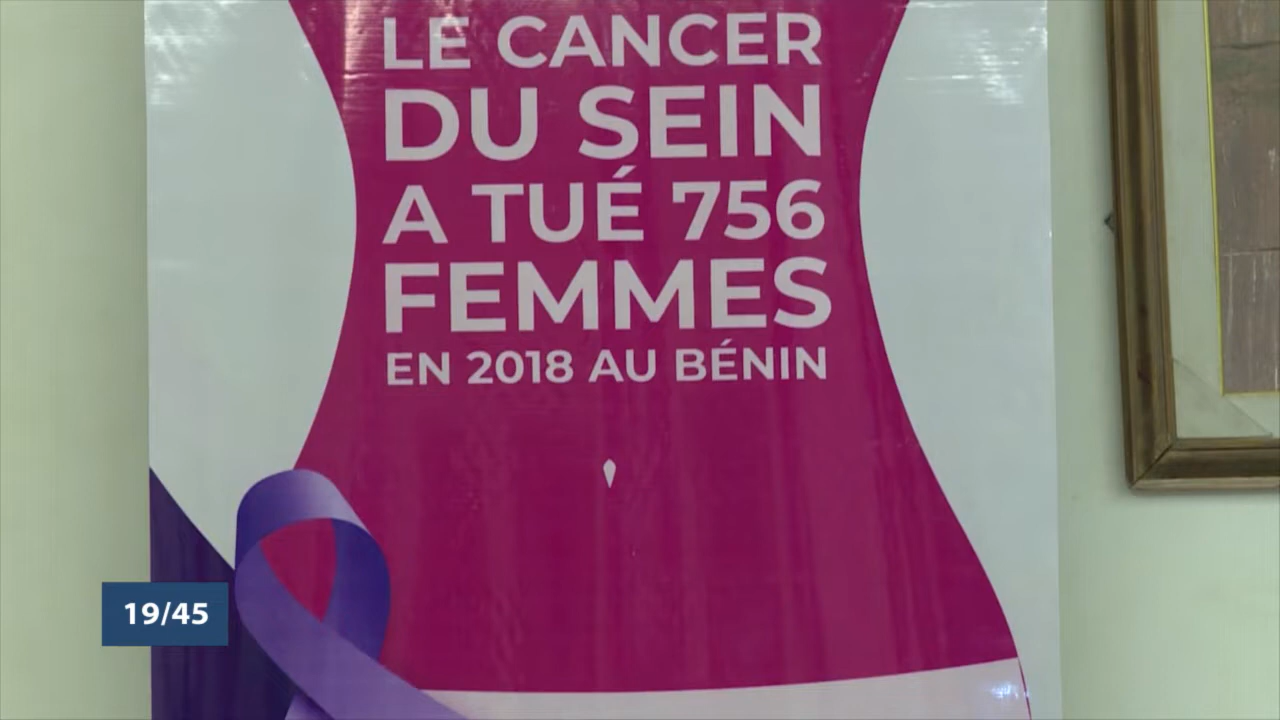 LE CANCER
DU SEIN
A TUÉ 756
FEMMES
EN 2018 AU BÉNIN
19/45